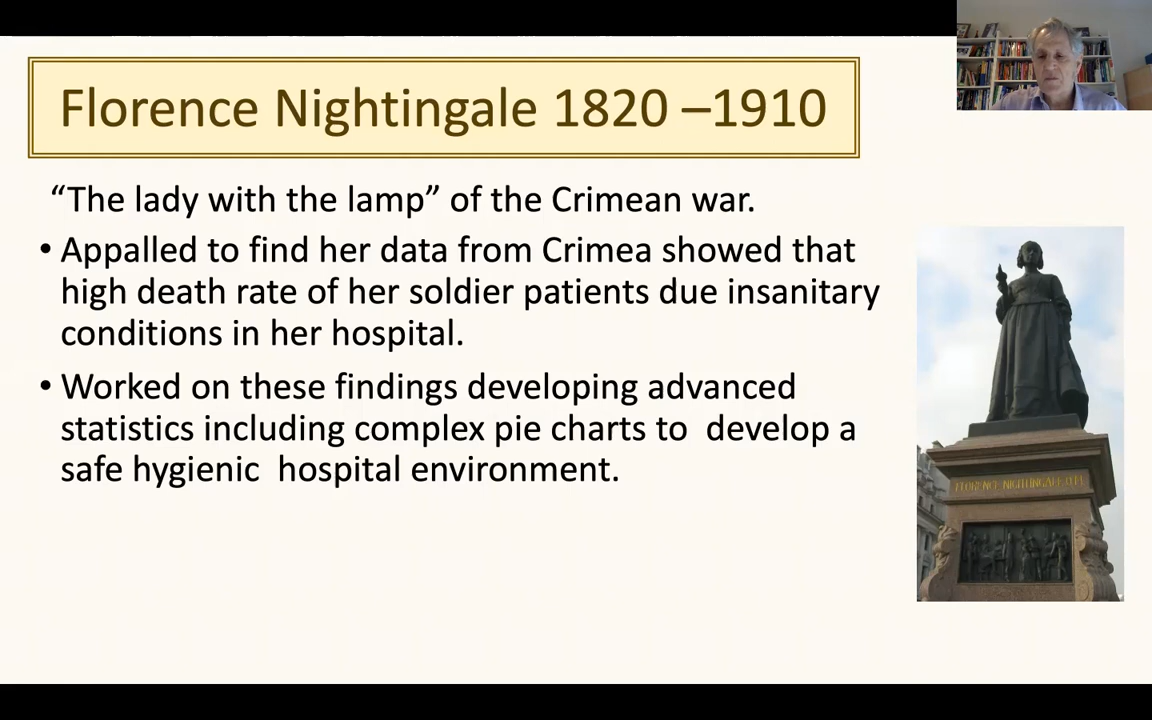 Florence Nightingale 1820 –1910
“The lady with the lamp” of the Crimean war.
• Appalled to find her data from Crimea showed that
high death rate of her soldier patients due insanitary
conditions in her hospital.
• Worked on these findings developing advanced
statistics including complex pie charts to  develop a
safe hygienic  hospital environment.
FLORENCE NIGHTINGALE O.M.